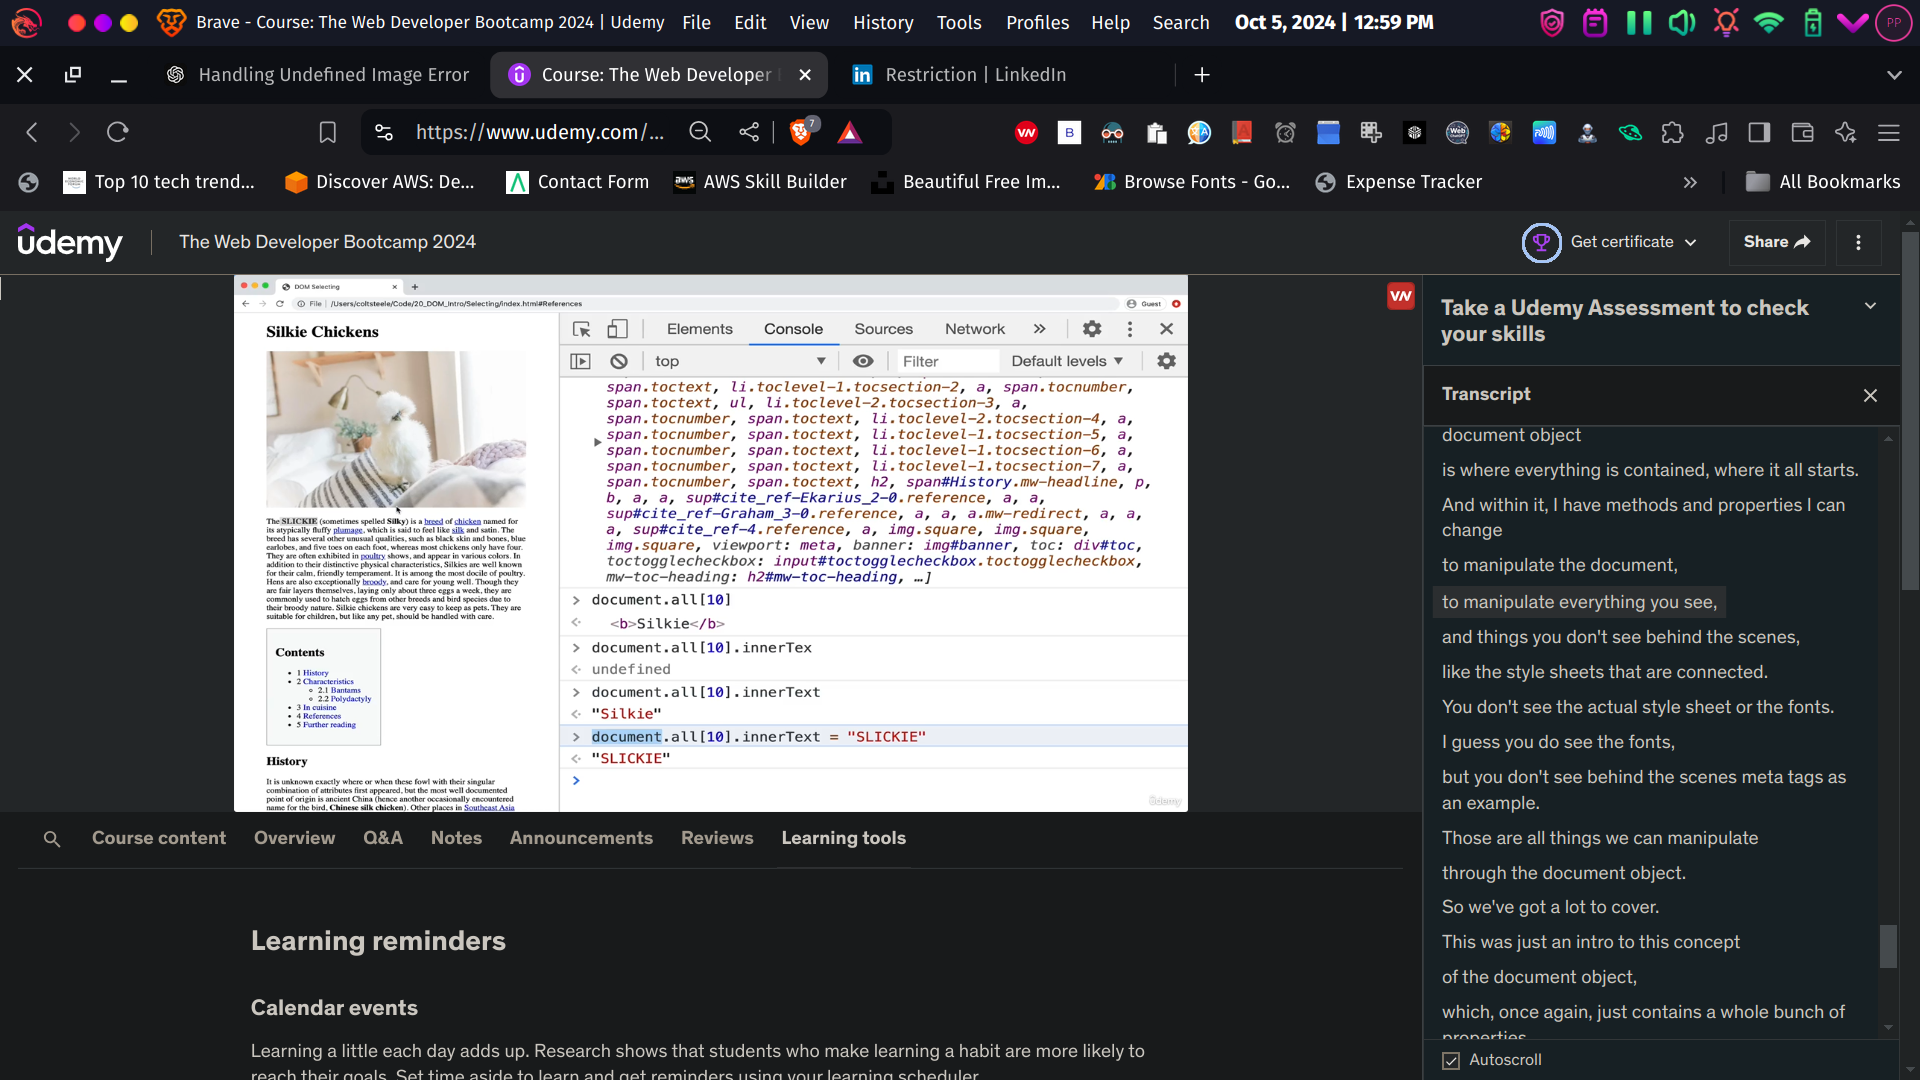 Brave - Course: The Web Developer Bootcamp 2024 | Udemy File Edit View History Tools Profiles Help Search Oct 5, 2024 | 12:59 PM PP
Handling Undefined Image Error
Course: The Web Developer
Restriction | LinkedIn
https://www.udemy.com/...
7
Top 10 tech trend...
Discover AWS: De...
Contact Form
AWS Skill Builder
Beautiful Free Im...
Browse Fonts - Go...
Expense Tracker
All Bookmarks
ûdemy
The Web Developer Bootcamp 2024
Get certificate
Share
DOM Selecting
File | /Users/coltsteele/Code/20_DOM_Intro/Selecting/index.html#References
Guest
Silkie Chickens
The SLICKIE (sometimes spelled Silky) is a breed of chicken named for
its atypically fluffy plumage, which is said to feel like silk and satin. The
breed has several other unusual qualities, such as black skin and bones, blue
earlobes, and five toes on each foot, whereas most chickens only have four.
They are often exhibited in poultry shows, and appear in various colors. In
addition to their distinctive physical characteristics, Silkies are well known
for their calm, friendly temperament. It is among the most docile of poultry.
Hens are also exceptionally broody, and care for young well. Though they
are fair layers themselves, laying only about three eggs a week, they are
commonly used to hatch eggs from other breeds and bird species due to
their broody nature. Silkie chickens are very easy to keep as pets. They are
suitable for children, but like any pet, should be handled with care.
Contents
1 History
2 Characteristics
2.1 Bantams
2.2 Polydactyly
3 In cuisine
4 References
5 Further reading
History
It is unknown exactly where or when these fowl with their singular
combination of attributes first appeared, but the most well documented
point of origin is ancient China (hence another occasionally encountered
name for the bird, Chinese silk chicken). Other places in Southeast Asia
Elements Console Sources Network
top
Filter
Default levels
span.toctext, li.toclevel-1.tocsection-2, a, span.tocnumber,
span.toctext, ul, li.toclevel-2.tocsection-3, a,
span.tocnumber, span.toctext, li.toclevel-2.tocsection-4, a,
span.tocnumber, span.toctext, li.toclevel-1.tocsection-5, a,
span.tocnumber, span.toctext, li.toclevel-1.tocsection-6, a,
span.tocnumber, span.toctext, li.toclevel-1.tocsection-7, a,
span.tocnumber, span.toctext, h2, span#History.mw-headline, p,
b, a, a, sup#cite_ref-Ekarius_2-0.reference, a, a,
sup#cite_ref-Graham_3-0.reference, a, a, a.mw-redirect, a, a,
a, sup#cite_ref-4.reference, a, img.square, img.square,
img.square, viewport: meta, banner: img#banner, toc: div#toc,
toctogglecheckbox: input#toctogglecheckbox.toctogglecheckbox,
mw-toc-heading: h2#mw-toc-heading, …]
document.all[10]
<b>Silkie</b>
document.all[10].innerTex
undefined
document.all[10].innerText
"Silkie"
document.all[10].innerText = "SLICKIE"
"SLICKIE"
ûdemy
Take a Udemy Assessment to check
your skills
Transcript
document object
is where everything is contained, where it all starts.
And within it, I have methods and properties I can
change
to manipulate the document,
to manipulate everything you see,
and things you don't see behind the scenes,
like the style sheets that are connected.
You don't see the actual style sheet or the fonts.
I guess you do see the fonts,
but you don't see behind the scenes meta tags as
an example.
Those are all things we can manipulate
through the document object.
So we've got a lot to cover.
This was just an intro to this concept
of the document object,
which, once again, just contains a whole bunch of
properties
Autoscroll
Course content Overview Q&A Notes Announcements Reviews Learning tools
Learning reminders
Calendar events
Learning a little each day adds up. Research shows that students who make learning a habit are more likely to
reach their goals. Set time aside to learn and get reminders using your learning scheduler.